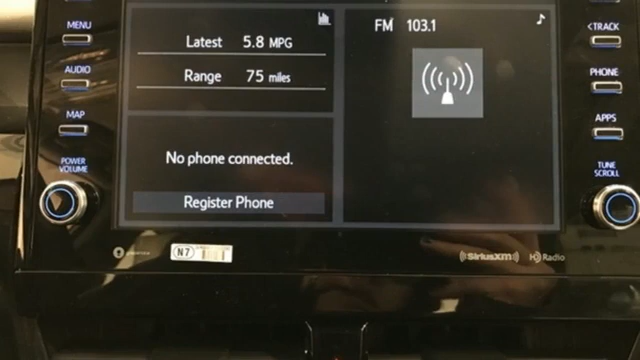 MENU
AUDIO
MAP
POWER
VOLUME
Latest 5.8 MPG
Range 75 miles
No phone connected.
Register Phone
FM 103.1
<TRACK
PHONE
APPS
TUNE
SCROLL
N7
SiriusXM
HD Radio